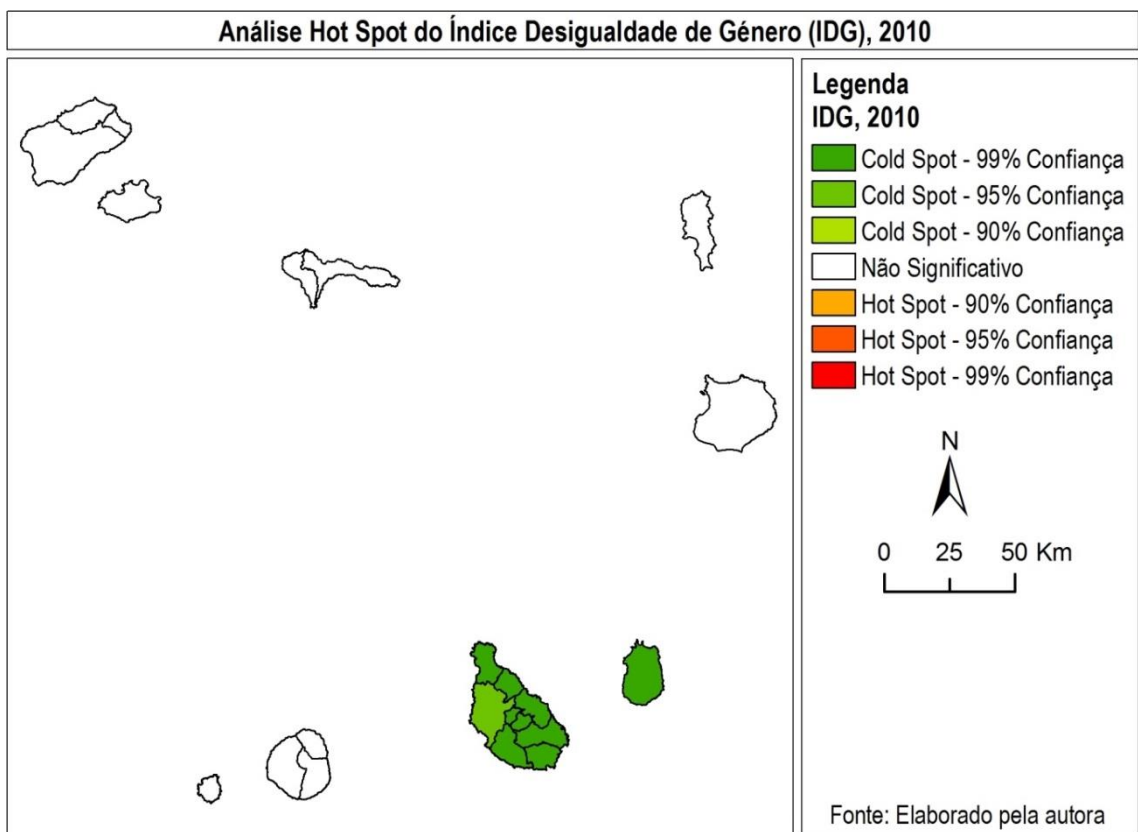 Análise Hot Spot do Índice Desigualdade de Género (IDG), 2010
Legenda
IDG, 2010
Cold Spot - 99% Confiança
Cold Spot - 95% Confiança
Cold Spot - 90% Confiança
Não Significativo
Hot Spot - 90% Confiança
Hot Spot - 95% Confiança
Hot Spot - 99% Confiança
N
0 25 50 Km
Fonte: Elaborado pela autora